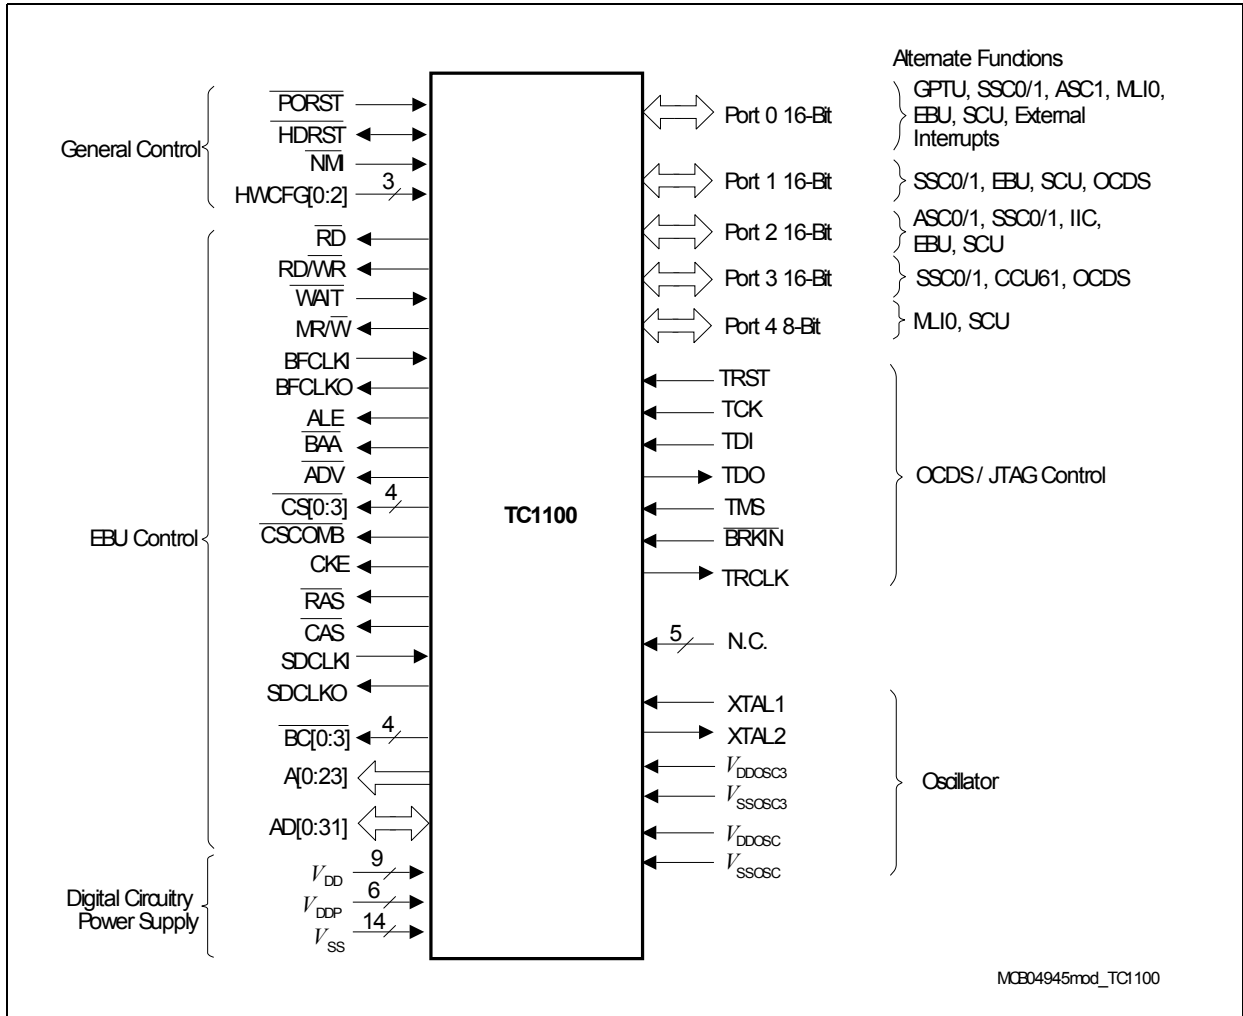 Alternate Functions
General Control
PORST
HDRST
NMI
HWCFG[0:2]
3
EBU Control
RD
RD/WR
WAIT
MR/W
BFCLKI
BFCLKO
ALE
BAA
ADV
CS[0:3]
4
CSCOMB
CKE
RAS
CAS
SDCLKI
SDCLKO
BC[0:3]
4
A[0:23]
AD[0:31]
Digital Circuitry
Power Supply
VDD
9
VDDP
6
VSS
14
TC1100
Port 0 16-Bit
GPTU, SSC0/1, ASC1, MLI0,
EBU, SCU, External
Interrupts
Port 1 16-Bit
SSC0/1, EBU, SCU, OCDS
Port 2 16-Bit
ASC0/1, SSC0/1, IIC,
EBU, SCU
Port 3 16-Bit
SSC0/1, CCU61, OCDS
Port 4 8-Bit
MLI0, SCU
TRST
TCK
TDI
TDO
TMS
BRKIN
TRCLK
OCDS / JTAG Control
5
N.C.
XTAL1
XTAL2
VDDOSC3
VSSOSC3
VDDOSC
VSSOSC
Oscillator
MCB04945mod_TC1100